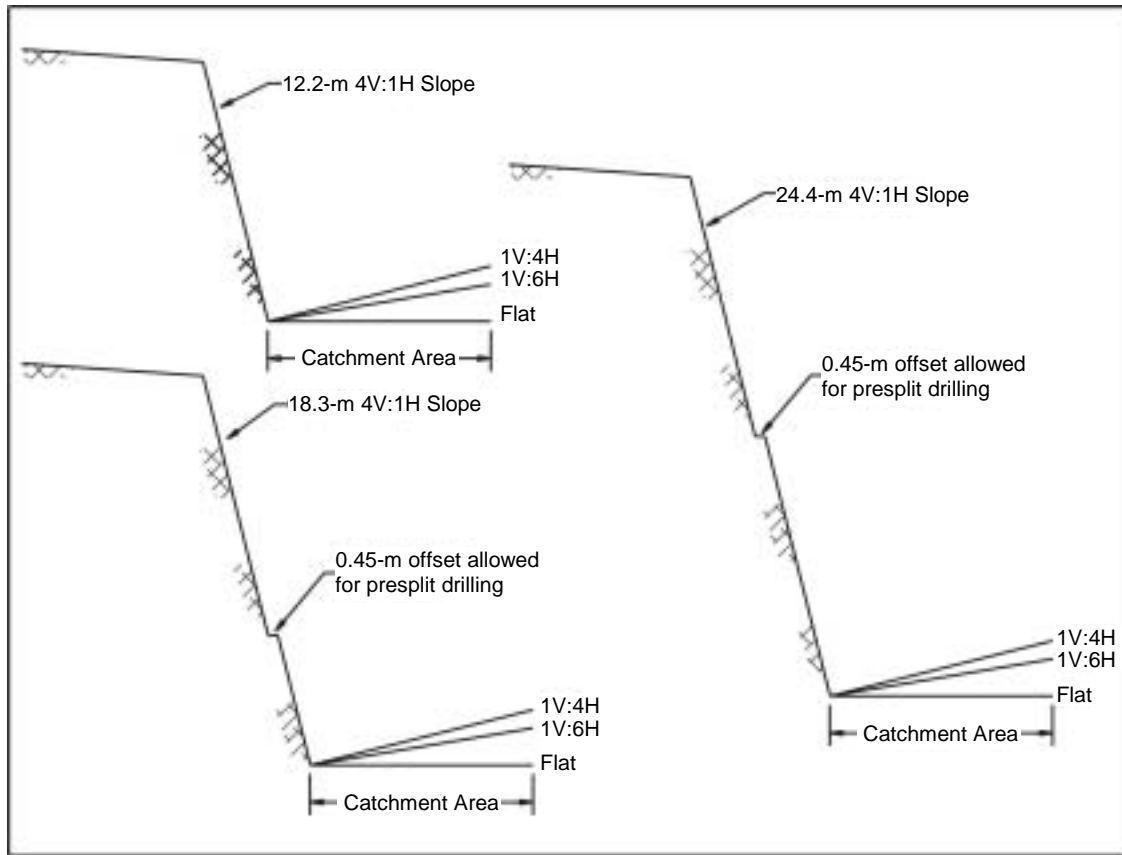 12.2-m 4V:1H Slope
1V:4H
1V:6H
Flat
Catchment Area
18.3-m 4V:1H Slope
0.45-m offset allowed
for presplit drilling
1V:4H
1V:6H
Flat
Catchment Area
24.4-m 4V:1H Slope
0.45-m offset allowed
for presplit drilling
1V:4H
1V:6H
Flat
Catchment Area